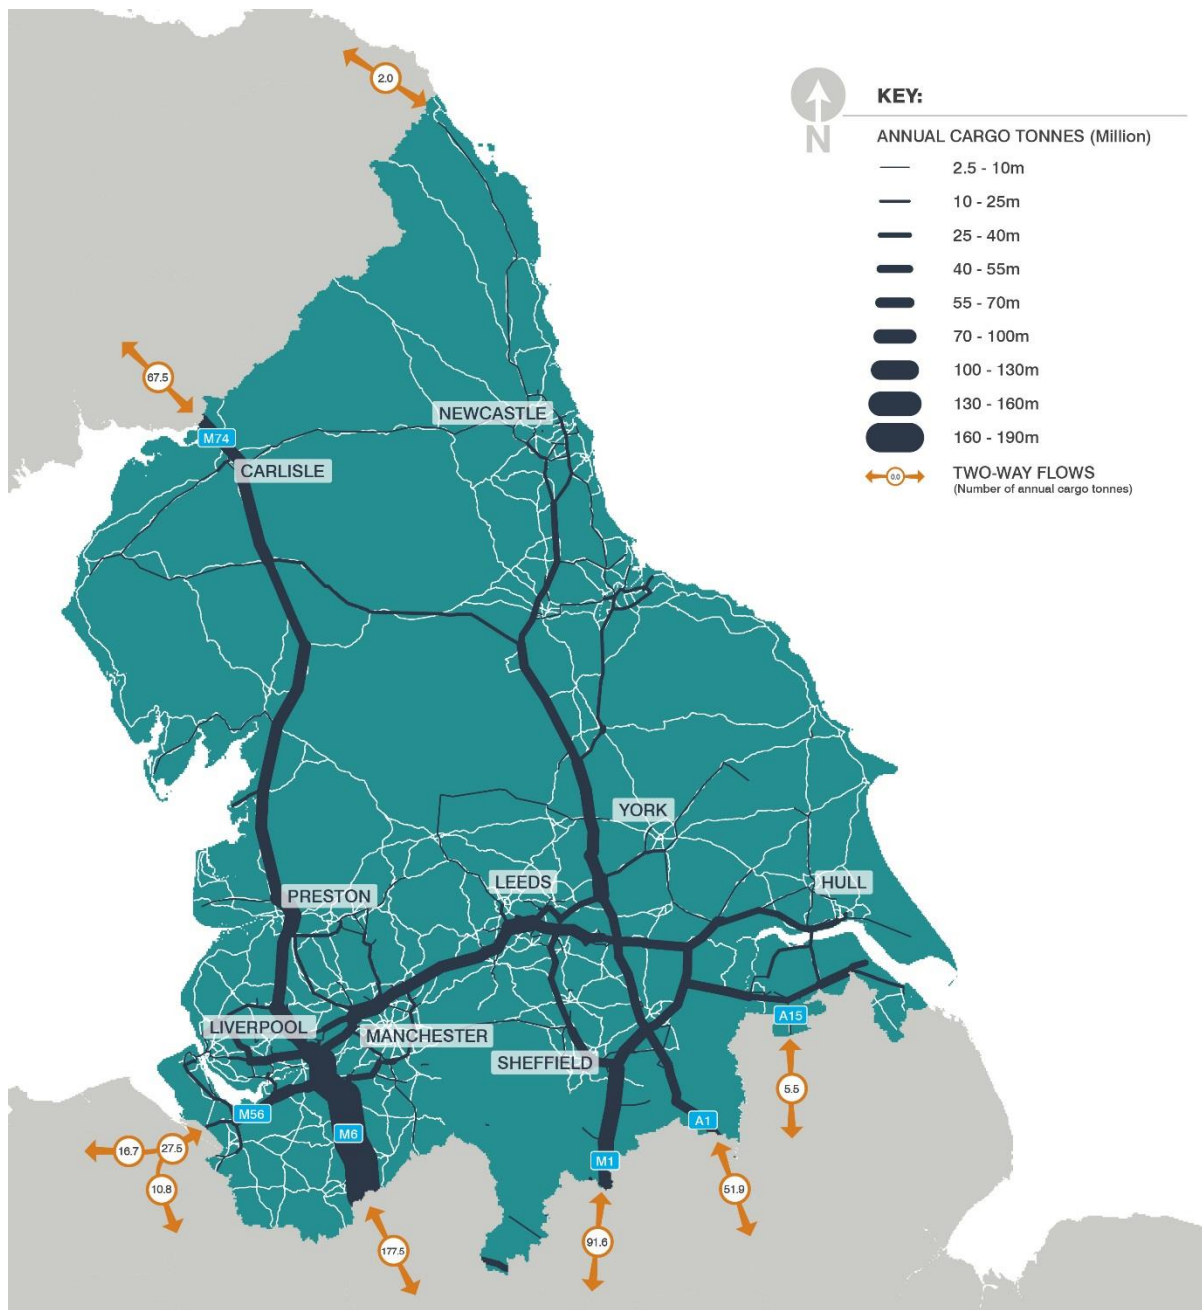 2.0
KEY:
N
ANNUAL CARGO TONNES (Million)
2.5 - 10m
10 - 25m
25 - 40m
40 - 55m
55 - 70m
70 - 100m
100 - 130m
130 - 160m
160 - 190m
0.0
TWO-WAY FLOWS
(Number of annual cargo tonnes)
67.5
NEWCASTLE
M74
CARLISLE
YORK
LEEDS
HULL
PRESTON
A15
LIVERPOOL
MANCHESTER
SHEFFIELD
5.5
M56
M6
A1
16.7
27.5
M1
10.8
51.9
177.5
91.6